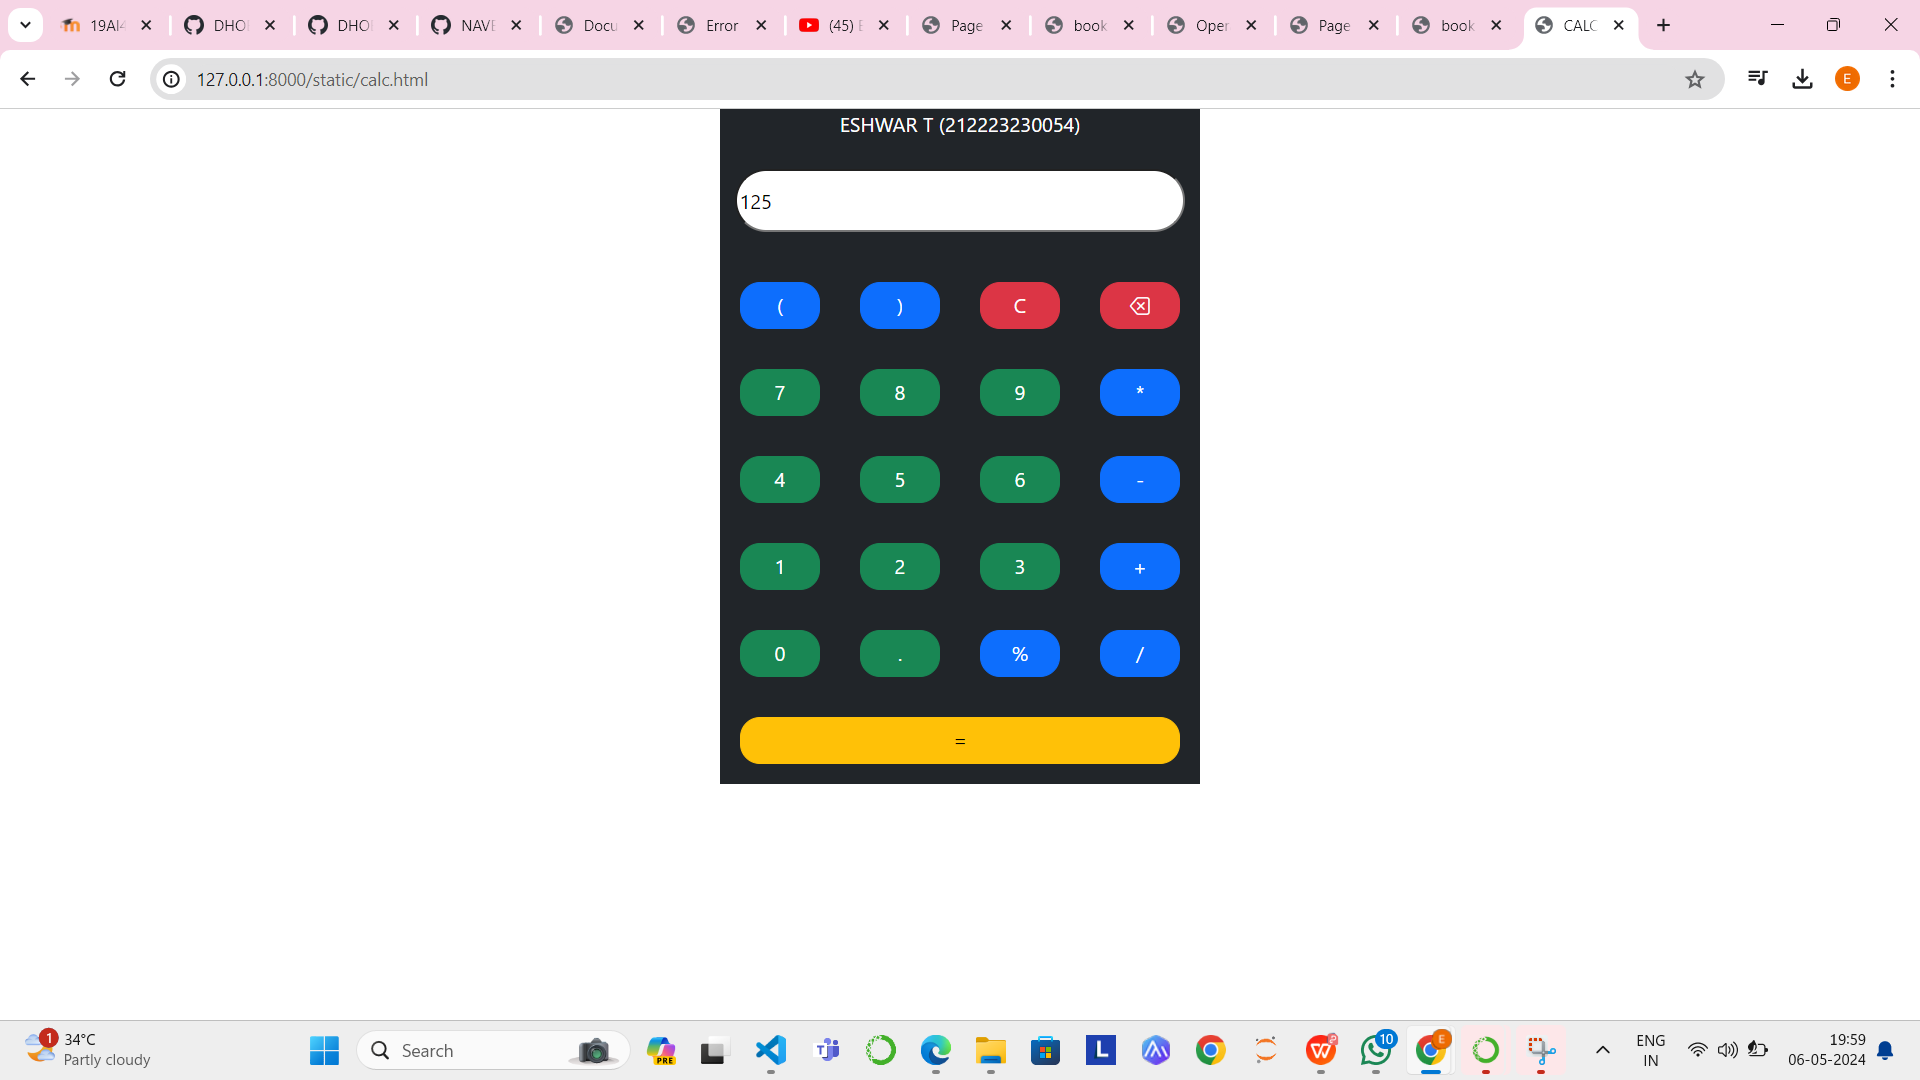 19AI4
DHO
DHO
NAVE
Docu
Error
(45) E
Page
book
Oper
Page
book
CALC
127.0.0.1:8000/static/calc.html
E
ESHWAR T (212223230054)
125
( ) C
7 8 9 *
4 5 6 -
1 2 3 +
0 . % /
=
1
34°C
Partly cloudy
Search
PRE
L
10
E
ENG
IN
19:59
06-05-2024